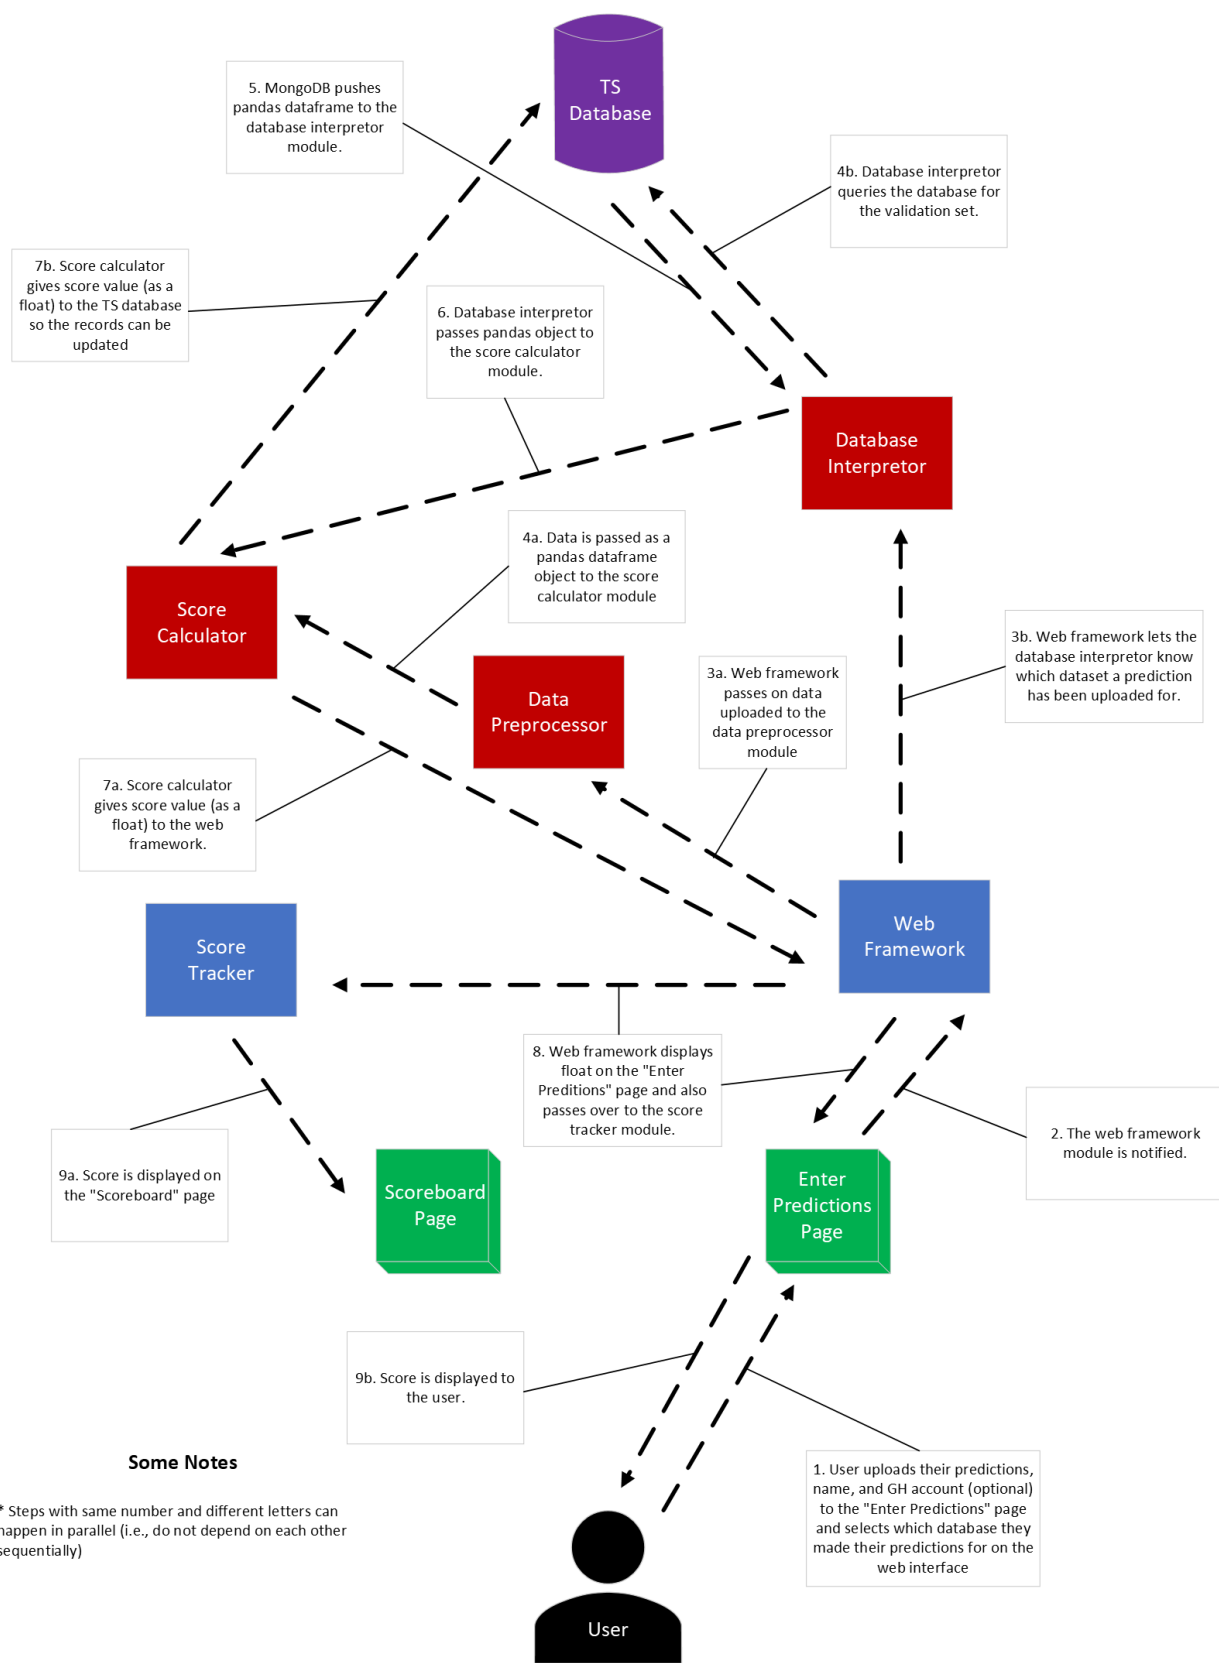 TS
Database
5. MongoDB pushes
pandas dataframe to the
database interpretor
module.
4b. Database interpretor
queries the database for
the validation set.
7b. Score calculator
gives score value (as a
float) to the TS database
so the records can be
updated
6. Database interpretor
passes pandas object to
the score calculator
module.
Database
Interpretor
4a. Data is passed as a
pandas dataframe
object to the score
calculator module
Score
Calculator
3b. Web framework lets the
database interpretor know
which dataset a prediction
has been uploaded for.
Data
Preprocessor
3a. Web framework
passes on data
uploaded to the
data preprocessor
module
7a. Score calculator
gives score value (as a
float) to the web
framework.
Web
Framework
Score
Tracker
8. Web framework displays
float on the "Enter
Preditions" page and also
passes over to the score
tracker module.
2. The web framework
module is notified.
9a. Score is displayed on
the "Scoreboard" page
Scoreboard
Page
Enter
Predictions
Page
9b. Score is displayed to
the user.
1. User uploads their predictions,
name, and GH account (optional)
to the "Enter Predictions" page
and selects which database they
made their predictions for on the
web interface
Some Notes
* Steps with same number and different letters can
happen in parallel (i.e., do not depend on each other
sequentially)
User